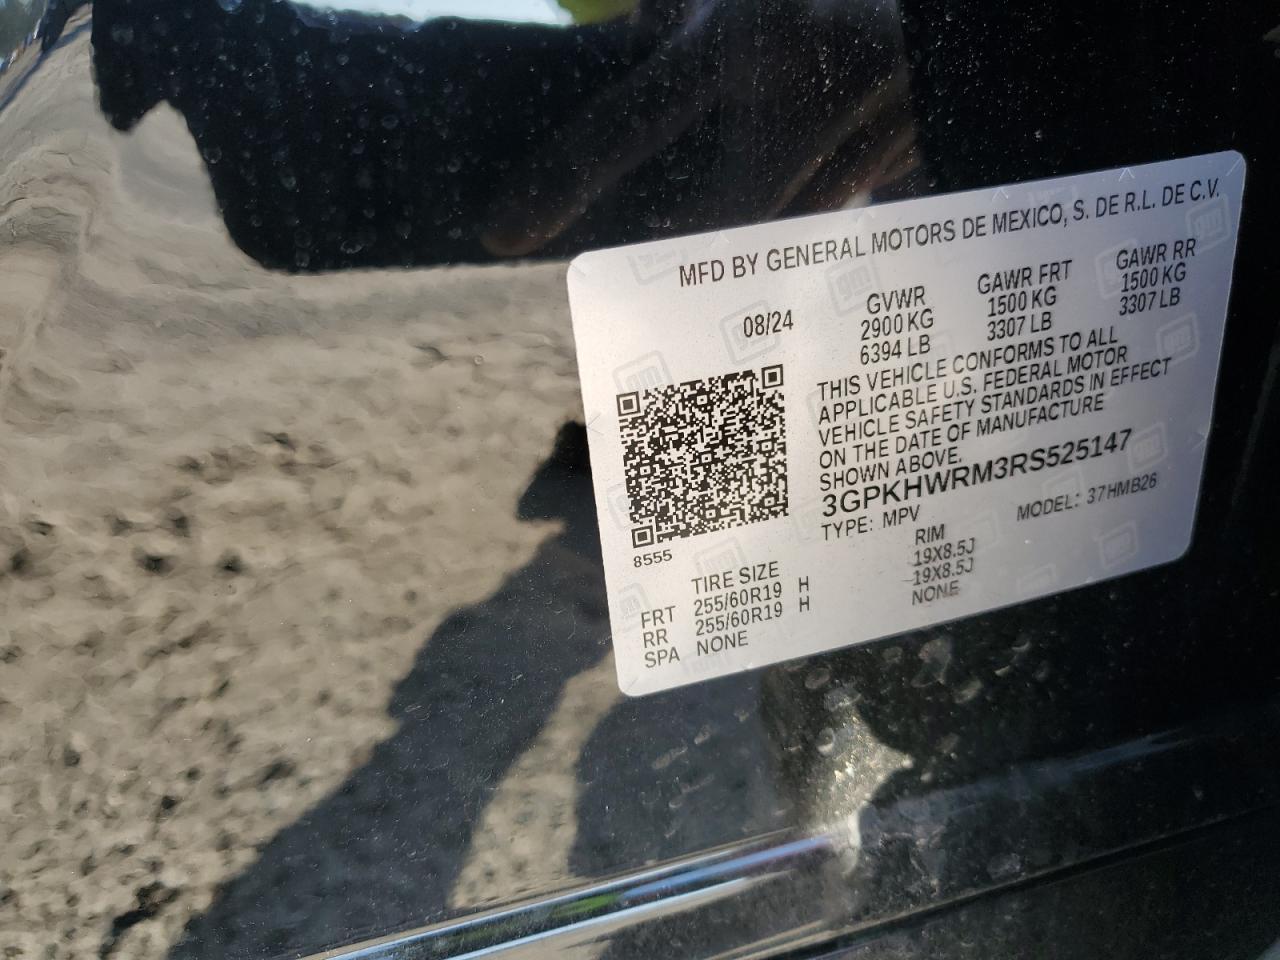 MFD BY GENERAL MOTORS DE MEXICO, S. DE R.L. DE C.V.
08/24
GVWR
2900 KG
6394 LB
GAWR FRT
1500 KG
3307 LB
GAWR RR
1500 KG
3307 LB
THIS VEHICLE CONFORMS TO ALL
APPLICABLE U.S. FEDERAL MOTOR
VEHICLE SAFETY STANDARDS IN EFFECT
ON THE DATE OF MANUFACTURE
SHOWN ABOVE.
3GPKHWRM3RS525147
TYPE: MPV
MODEL: 37HMB26
8555
TIRE SIZE
RIM
FRT 255/60R19 H 19X8.5J
RR 255/60R19 H 19X8.5J
SPA NONE NONE